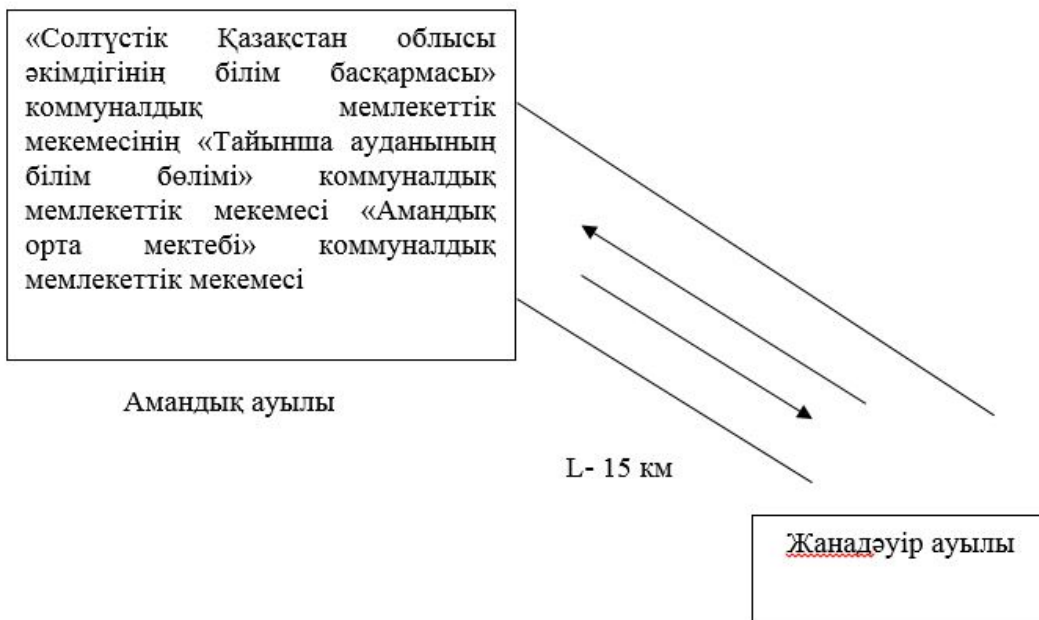 «Солтүстік Қазақстан облысы
әкімдігінің білім басқармасы»
коммуналдық мемлекеттік
мекемесінің «Тайынша ауданының
білім бөлімі» коммуналдық
мемлекеттік мекемесі «Амандық
орта мектебі» коммуналдық
мемлекеттік мекемесі
Амандық ауылы
L- 15 км
Жанадәуір ауылы